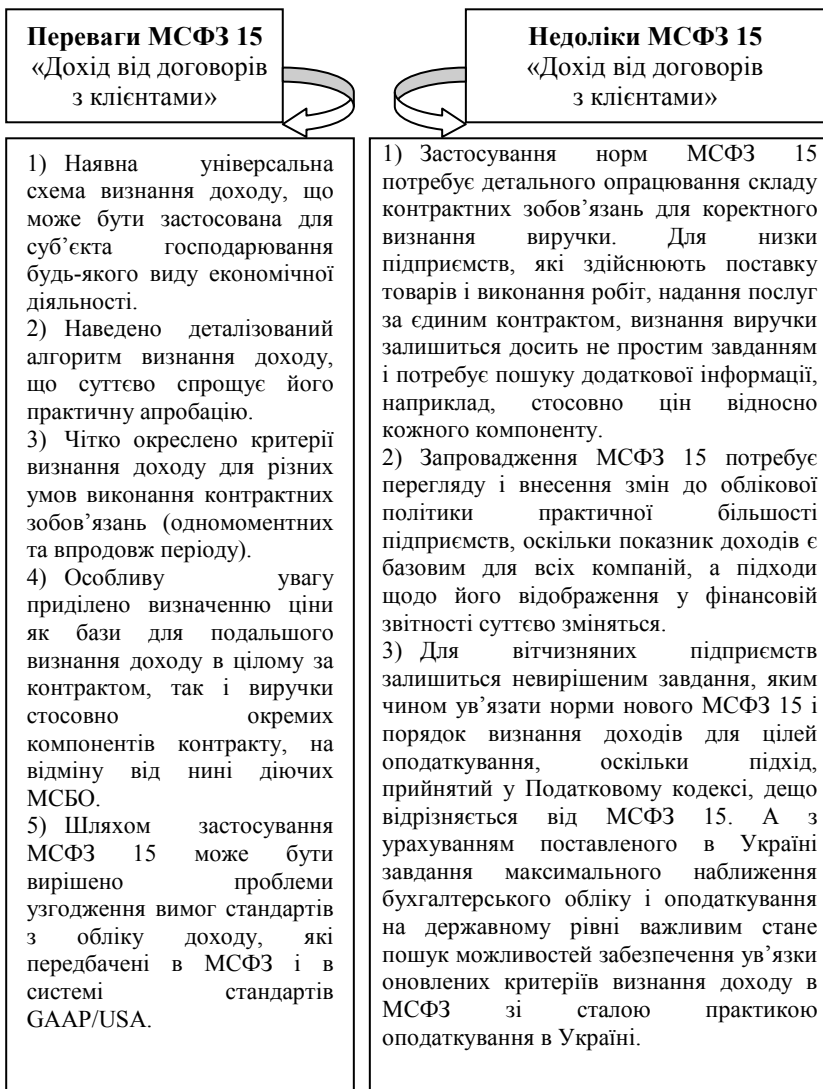 Переваги МСФЗ 15
«Дохід від договорів
з клієнтами»
Недоліки МСФЗ 15
«Дохід від договорів
з клієнтами»
1) Наявна універсальна
схема визнання доходу, що
може бути застосована для
суб’єкта господарювання
будь-якого виду економічної
діяльності.
2) Наведено деталізований
алгоритм визнання доходу,
що суттєво спрощує його
практичну апробацію.
3) Чітко окреслено критерії
визнання доходу для різних
умов виконання контрактних
зобов’язань (одномоментних
та впродовж періоду).
4) Особливу увагу
приділено визначенню ціни
як бази для подальшого
визнання доходу в цілому за
контрактом, так і виручки
стосовно окремих
компонентів контракту, на
відміну від нині діючих
МСБО.
5) Шляхом застосування
МСФЗ 15 може бути
вирішено проблеми
узгодження вимог стандартів
з обліку доходу, які
передбачені в МСФЗ і в
системі стандартів
GAAP/USA.
1) Застосування норм МСФЗ 15
потребує детального опрацювання складу
контрактних зобов’язань для коректного
визнання виручки. Для низки
підприємств, які здійснюють поставку
товарів і виконання робіт, надання послуг
за єдиним контрактом, визнання виручки
залишиться досить не простим завданням
і потребує пошуку додаткової інформації,
наприклад, стосовно цін відносно
кожного компоненту.
2) Запровадження МСФЗ 15 потребує
перегляду і внесення змін до облікової
політики практичної більшості
підприємств, оскільки показник доходів є
базовим для всіх компаній, а підходи
щодо його відображення у фінансовій
звітності суттєво зміняться.
3) Для вітчизняних підприємств
залишиться невирішеним завдання, яким
чином ув’язати норми нового МСФЗ 15 і
порядок визнання доходів для цілей
оподаткування, оскільки підхід,
прийнятий у Податковому кодексі, дещо
відрізняється від МСФЗ 15. А з
урахуванням поставленого в Україні
завдання максимального наближення
бухгалтерського обліку і оподаткування
на державному рівні важливим стане
пошук можливостей забезпечення ув’язки
оновлених критеріїв визнання доходу в
МСФЗ зі сталою практикою
оподаткування в Україні.